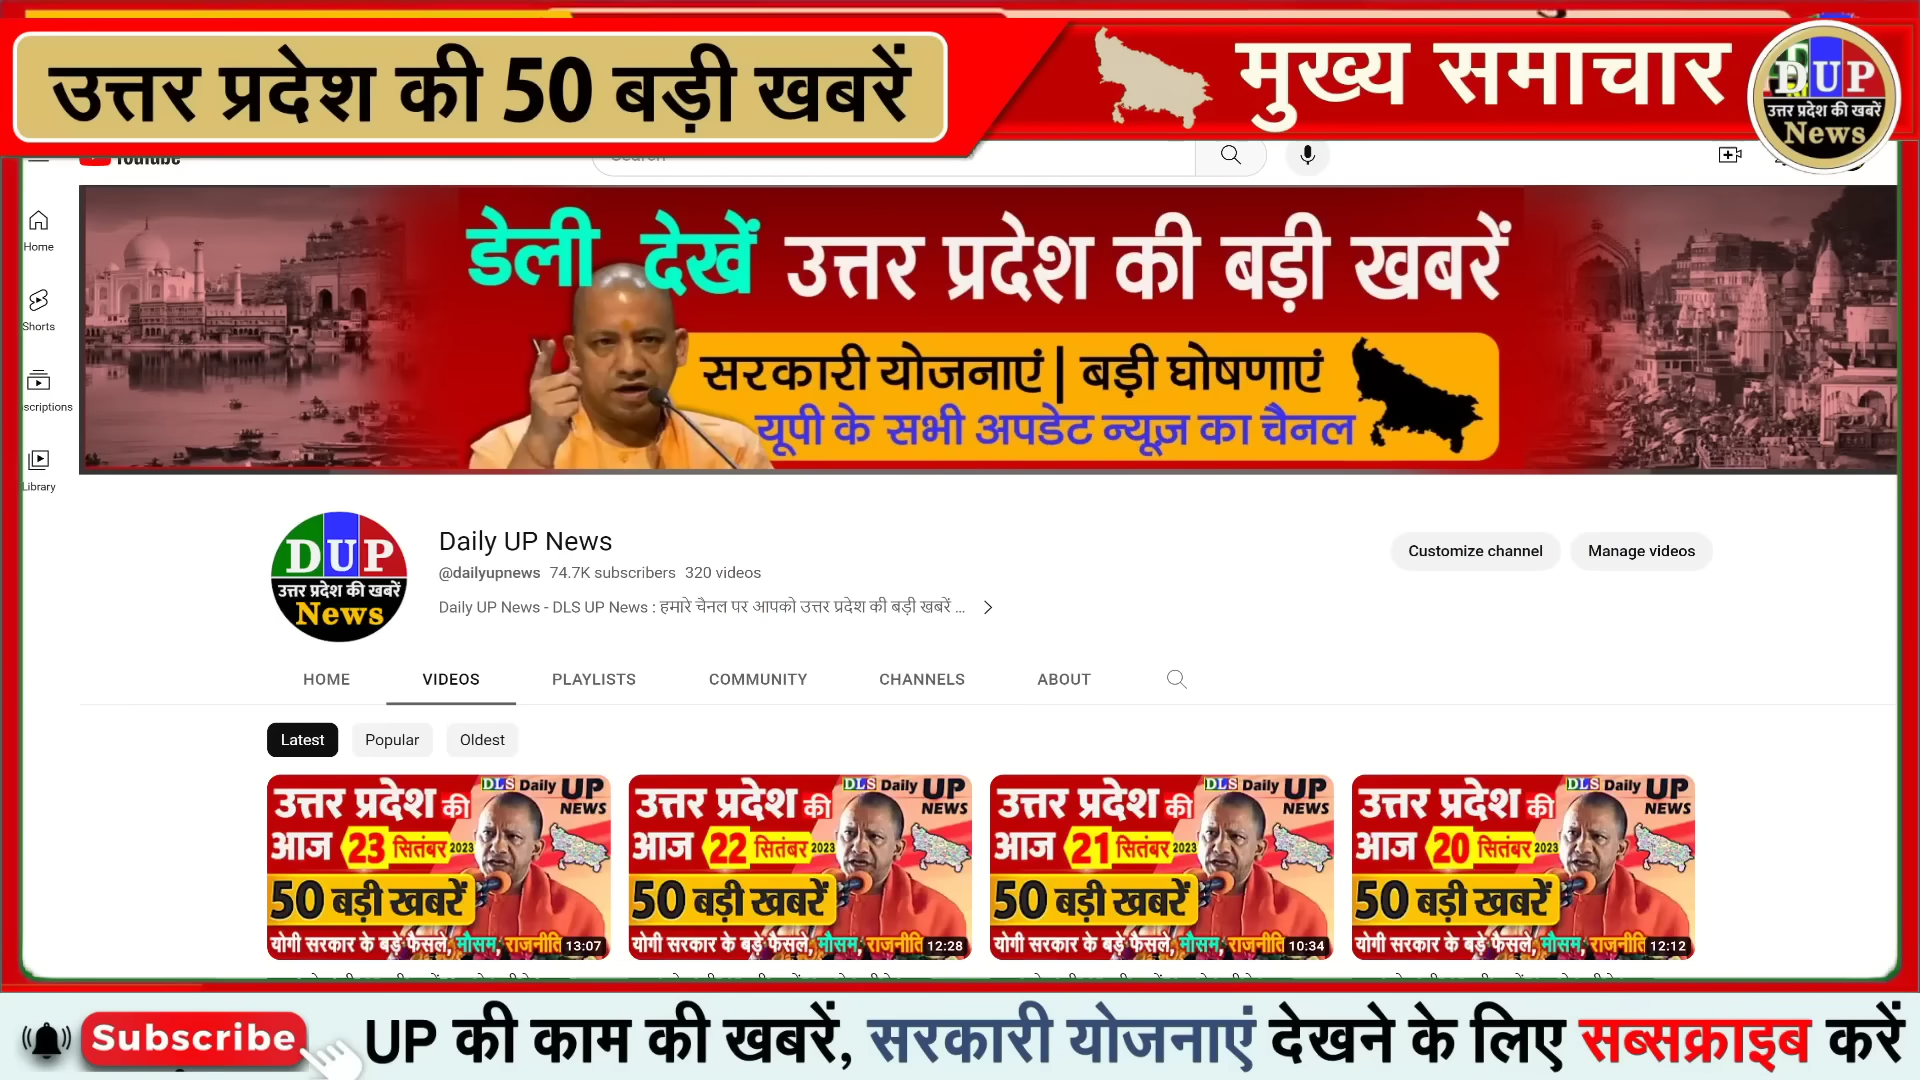 उत्तर प्रदेश की 50 बड़ी खबरें
मुख्य समाचार
DUP
उत्तर प्रदेश की खबरें
News
YouTube
Search
Home
Shorts
scriptions
Library
डेली देखें उत्तर प्रदेश की बड़ी खबरें
सरकारी योजनाएं | बड़ी घोषणाएं
यूपी के सभी अपडेट न्यूज़ का चैनल
DUP
उत्तर प्रदेश की खबरें
News
Daily UP News
@dailyupnews 74.7K subscribers 320 videos
Daily UP News - DLS UP News : हमारे चैनल पर आपको उत्तर प्रदेश की बड़ी खबरें ...
Customize channel
Manage videos
HOME VIDEOS PLAYLISTS COMMUNITY CHANNELS ABOUT
Latest Popular Oldest
DLS Daily UP NEWS
उत्तर प्रदेश की
आज 23 सितंबर 2023
50 बड़ी खबरें
योगी सरकार के बड़े फैसले, मौसम, राजनीति
13:07
DLS Daily UP NEWS
उत्तर प्रदेश की
आज 22 सितंबर 2023
50 बड़ी खबरें
योगी सरकार के बड़े फैसले, मौसम, राजनीति
12:28
DLS Daily UP NEWS
उत्तर प्रदेश की
आज 21 सितंबर 2023
50 बड़ी खबरें
योगी सरकार के बड़े फैसले, मौसम, राजनीति
10:34
DLS Daily UP NEWS
उत्तर प्रदेश की
आज 20 सितंबर 2023
50 बड़ी खबरें
योगी सरकार के बड़े फैसले, मौसम, राजनीति
12:12
Subscribe
UP की काम की खबरें, सरकारी योजनाएं देखने के लिए सब्सक्राइब करें